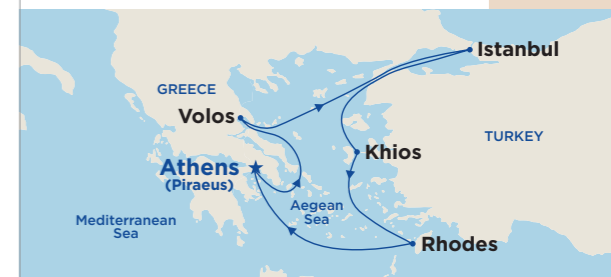 Istanbul
GREECE
Volos
TURKEY
Khios
Athens
(Piraeus)
Aegean
Sea
Mediterranean
Sea
Rhodes